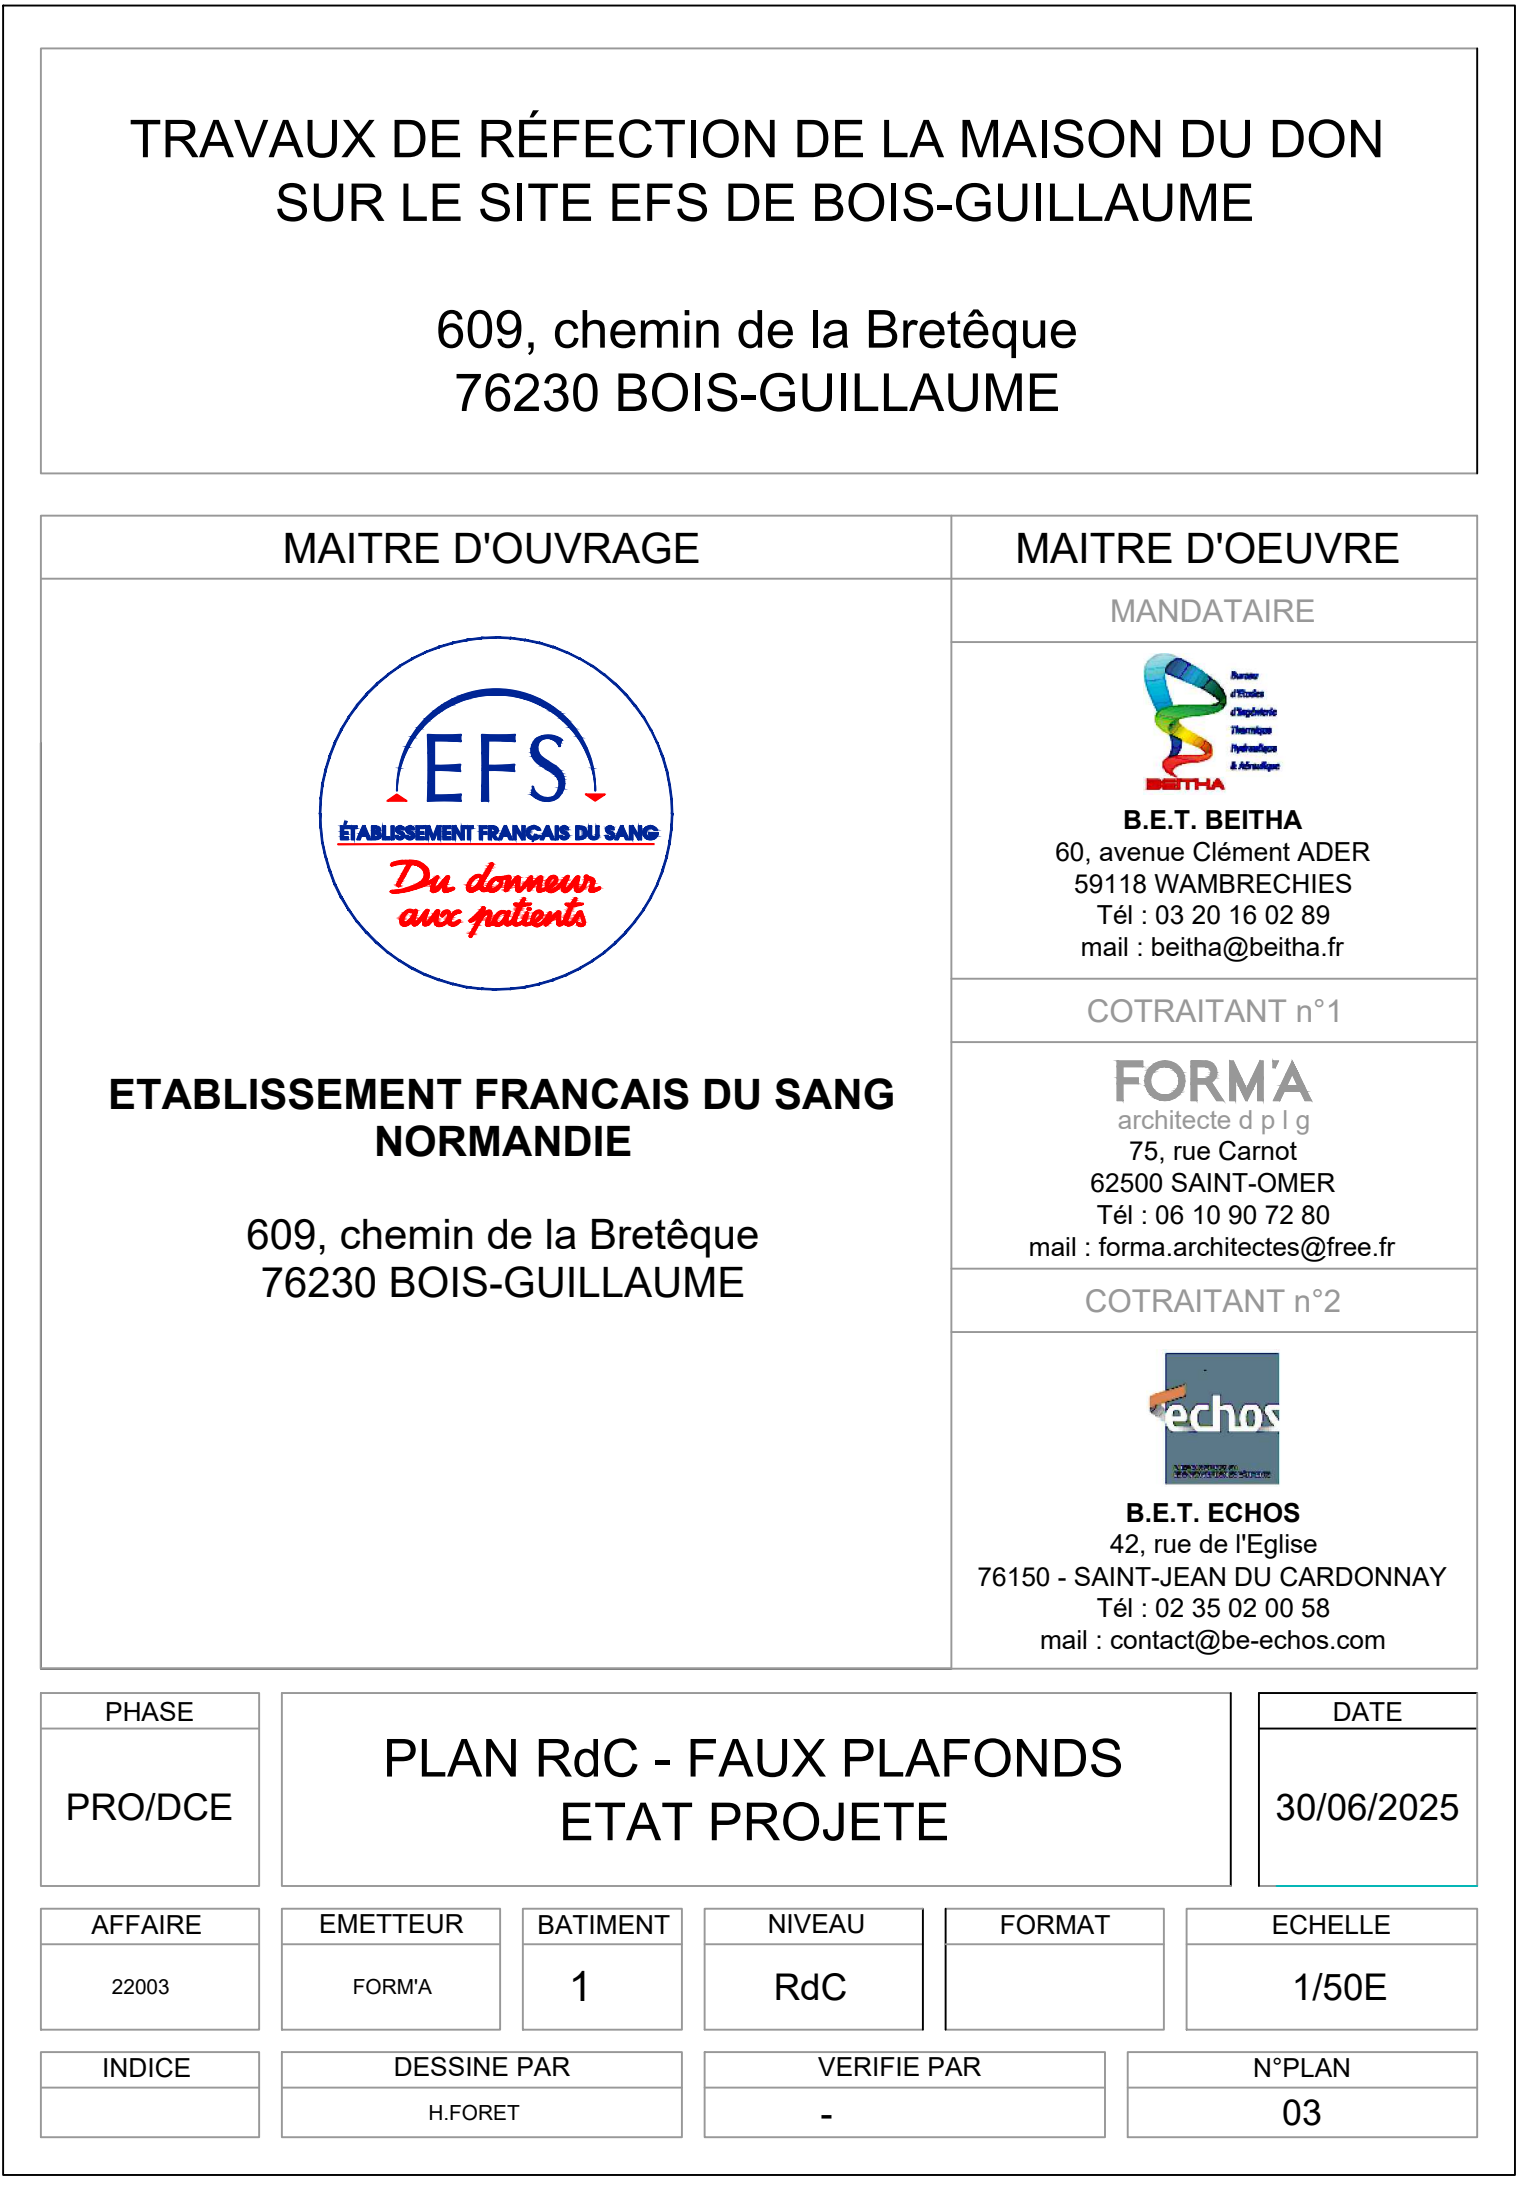 TRAVAUX DE RÉFECTION DE LA MAISON DU DON
SUR LE SITE EFS DE BOIS-GUILLAUME
609, chemin de la Bretêque
76230 BOIS-GUILLAUME
MAITRE D'OUVRAGE
EFS
ÉTABLISSEMENT FRANÇAIS DU SANG
Du donneur
aux patients
ETABLISSEMENT FRANCAIS DU SANG
NORMANDIE
609, chemin de la Bretêque
76230 BOIS-GUILLAUME
MAITRE D'OEUVRE
MANDATAIRE
Bureau
d'Etudes
d'Ingénierie
Thermique
Hydraulique
& Aéraulique
BEITHA
B.E.T. BEITHA
60, avenue Clément ADER
59118 WAMBRECHIES
Tél : 03 20 16 02 89
mail : beitha@beitha.fr
COTRAITANT n°1
FORM'A
architecte d p l g
75, rue Carnot
62500 SAINT-OMER
Tél : 06 10 90 72 80
mail : forma.architectes@free.fr
COTRAITANT n°2
echos
B.E.T. ECHOS
42, rue de l'Eglise
76150 - SAINT-JEAN DU CARDONNAY
Tél : 02 35 02 00 58
mail : contact@be-echos.com
PHASE
PRO/DCE
PLAN RdC - FAUX PLAFONDS
ETAT PROJETE
DATE
30/06/2025
AFFAIRE
22003
EMETTEUR
FORM'A
BATIMENT
1
NIVEAU
RdC
FORMAT
ECHELLE
1/50E
INDICE
DESSINE PAR
H.FORET
VERIFIE PAR
-
N°PLAN
03